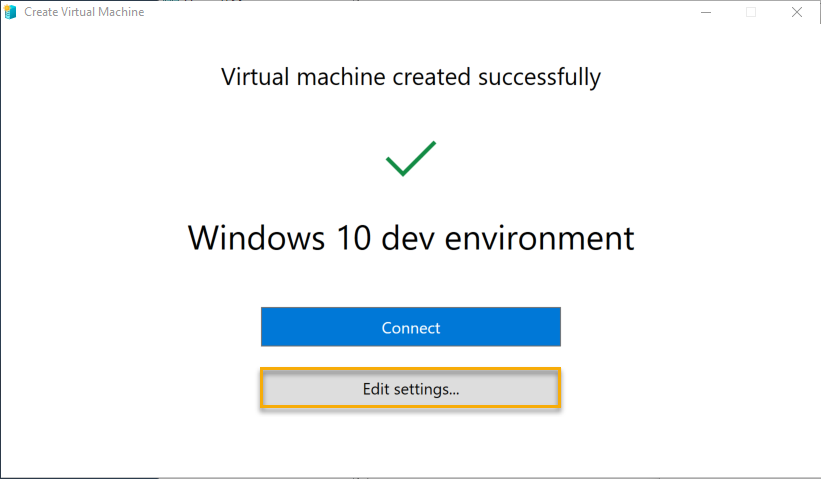 Create Virtual Machine
Virtual machine created successfully
Windows 10 dev environment
Connect
Edit settings...